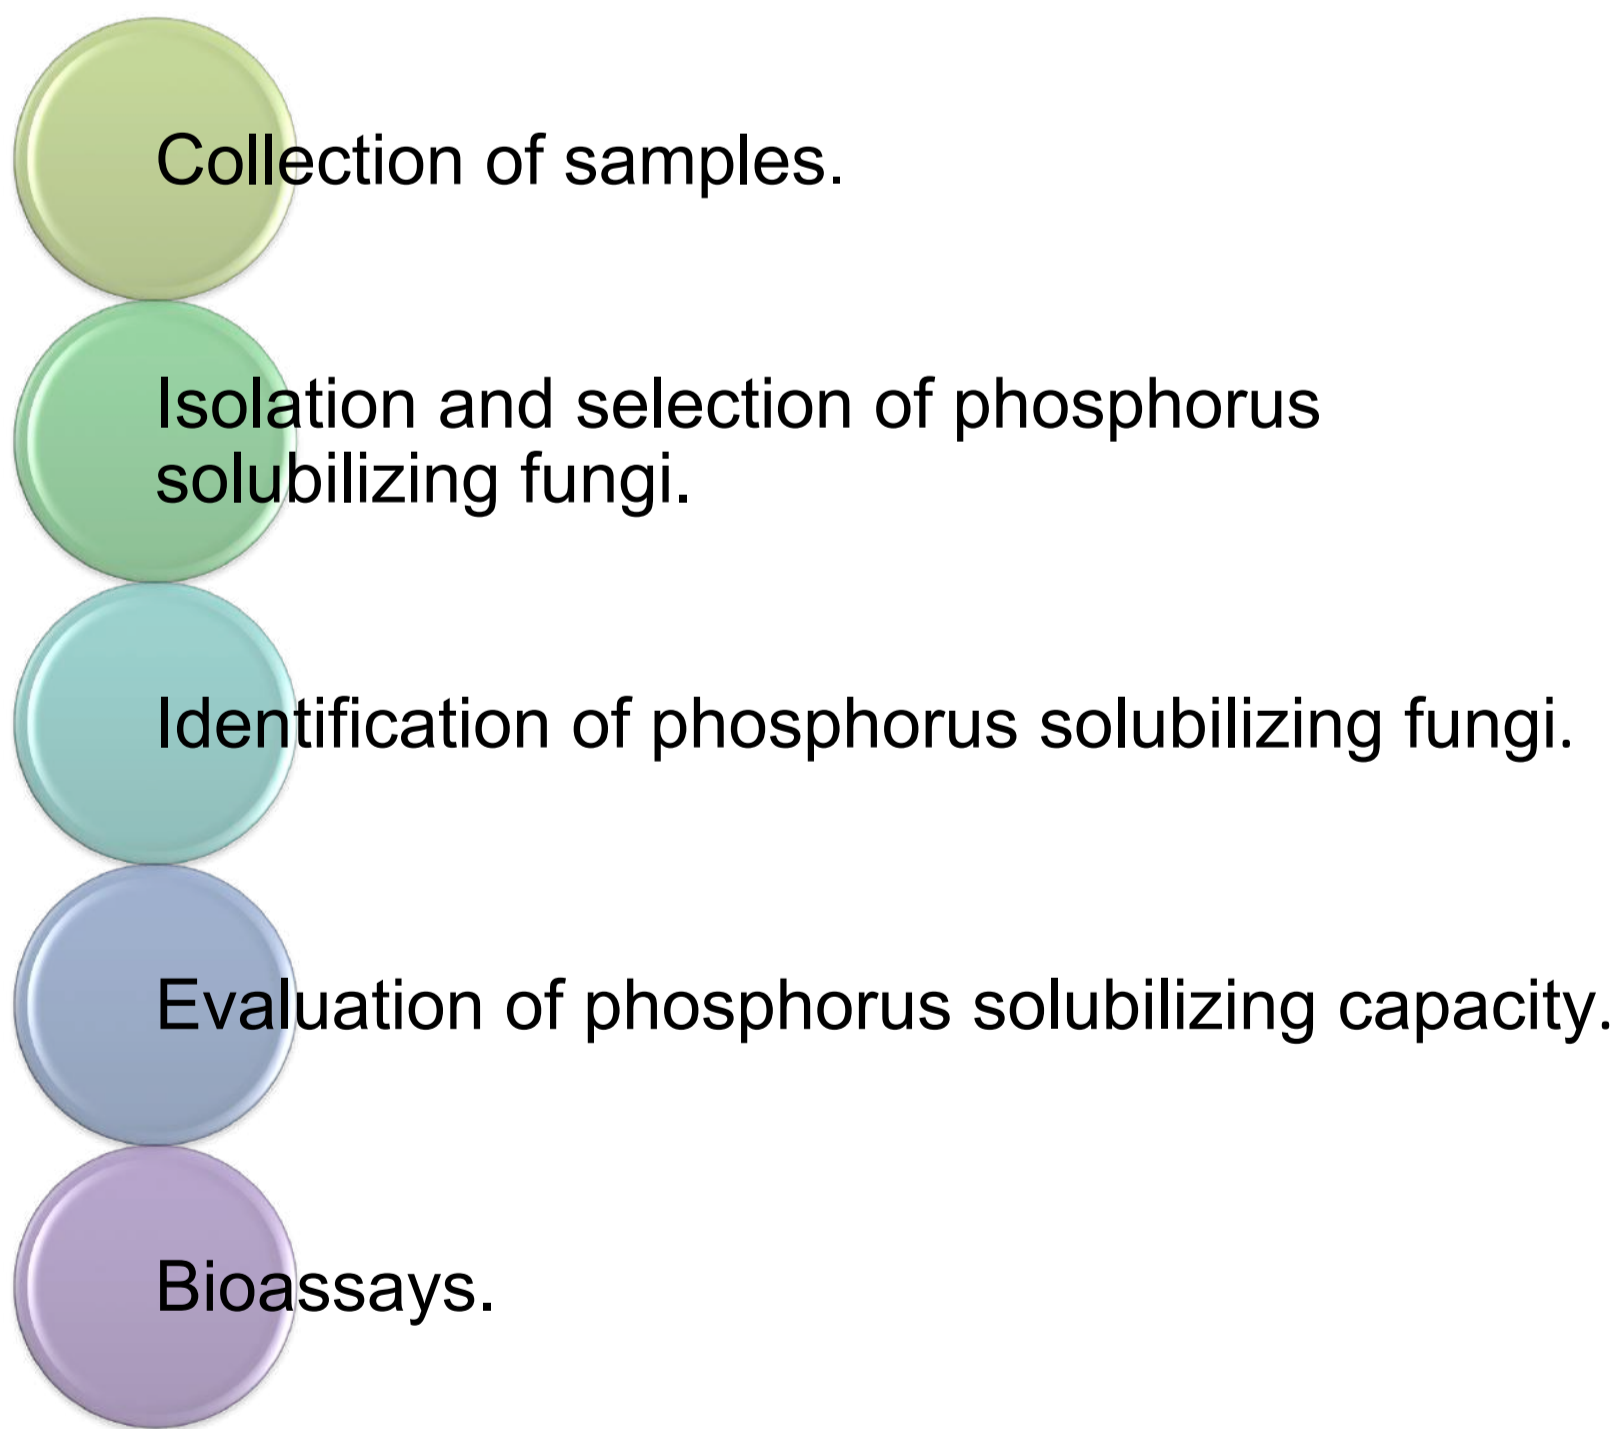 Collection of samples.
Isolation and selection of phosphorus
solubilizing fungi.
Identification of phosphorus solubilizing fungi.
Evaluation of phosphorus solubilizing capacity.
Bioassays.